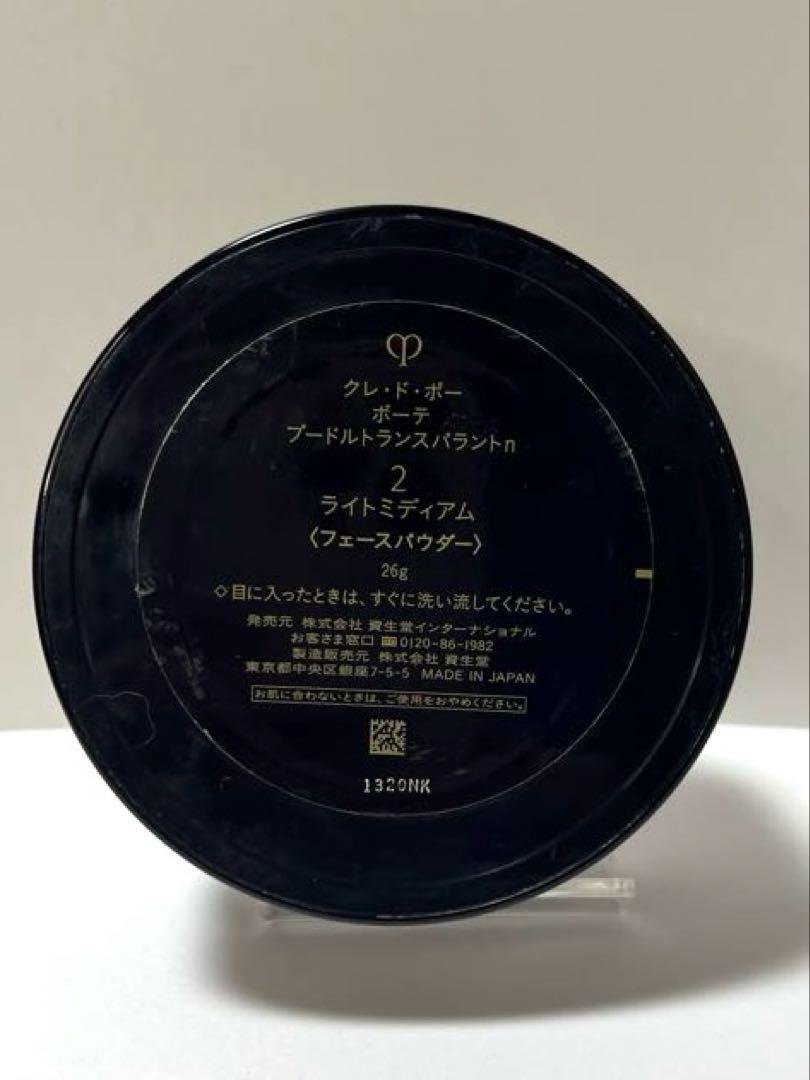 クレ・ド・ポー
ボーテ
プードルトランスパラントn
2
ライトミディアム
〈フェースパウダー〉
26g
◇目に入ったときは、すぐに洗い流してください。
発売元 株式会社 資生堂インターナショナル
お客さま窓口 0120-86-1982
製造販売元 株式会社 資生堂
東京都中央区銀座7-5-5 MADE IN JAPAN
お肌に合わないときは、ご使用をおやめください。
1320NK